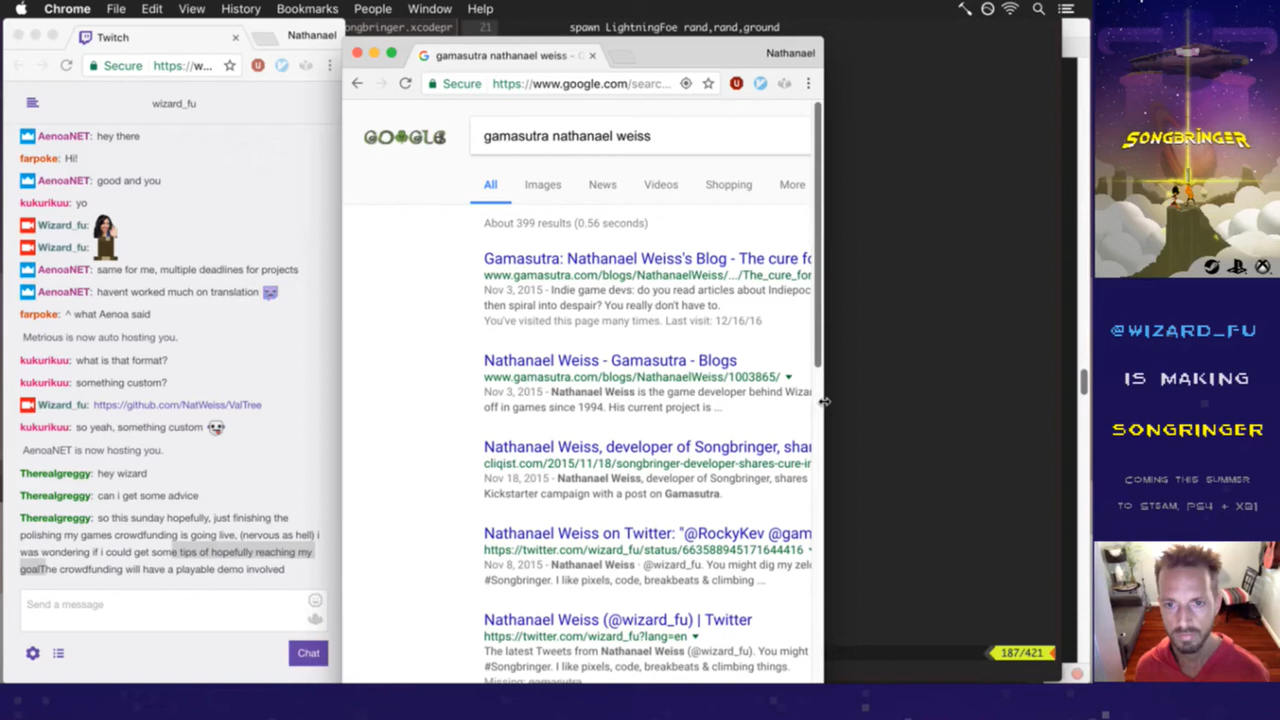 Chrome File Edit View History Bookmarks People Window Help
ongbringer.xcodepr 21 spawn LightningFoe rand,rand,ground
Twitch
Nathanael
Secure https://w...
wizard_fu
AenoaNET: hey there
farpoke: Hi!
AenoaNET: good and you
kukurikuu: yo
Wizard_fu:
Wizard_fu:
AenoaNET: same for me, multiple deadlines for projects
AenoaNET: havent worked much on translation
farpoke: ^ what Aenoa said
Metrious is now auto hosting you.
kukurikuu: what is that format?
kukurikuu: something custom?
Wizard_fu: https://github.com/NatWeiss/ValTree
kukurikuu: so yeah, something custom
AenoaNET is now hosting you.
Therealgreggy: hey wizard
Therealgreggy: can i get some advice
Therealgreggy: so this sunday hopefully, just finishing the
polishing my games crowdfunding is going live, (nervous as hell) i
was wondering if i could get some tips of hopefully reaching my
goalThe crowdfunding will have a playable demo involved
Send a message
Chat
gamasutra nathanael weiss -
Nathanael
Secure https://www.google.com/searc...
GOOGLE
gamasutra nathanael weiss
All Images News Videos Shopping More
About 399 results (0.56 seconds)
Gamasutra: Nathanael Weiss's Blog - The cure fo
www.gamasutra.com/blogs/NathanaelWeiss/.../The_cure_for
Nov 3, 2015 - Indie game devs: do you read articles about Indiepoc
then spiral into despair? You really don't have to.
You've visited this page many times. Last visit: 12/16/16
Nathanael Weiss - Gamasutra - Blogs
www.gamasutra.com/blogs/NathanaelWeiss/1003865/
Nov 3, 2015 - Nathanael Weiss is the game developer behind Wizar
off in games since 1994. His current project is ...
Nathanael Weiss, developer of Songbringer, shar
cliqist.com/2015/11/18/songbringer-developer-shares-cure-in
Nov 18, 2015 - Nathanael Weiss, developer of Songbringer, shares
Kickstarter campaign with a post on Gamasutra.
Nathanael Weiss on Twitter: "@RockyKev @gam
https://twitter.com/wizard_fu/status/663588945171644416
Nov 8, 2015 - Nathanael Weiss · @wizard_fu. You might dig my zel
#Songbringer. I like pixels, code, breakbeats & climbing ...
Nathanael Weiss (@wizard_fu) | Twitter
https://twitter.com/wizard_fu?lang=en
The latest Tweets from Nathanael Weiss (@wizard_fu). You might
#Songbringer. I like pixels, code, breakbeats & climbing things.
Missing: gamasutra
187/421
SONGBRINGER
@WIZARD_FU
IS MAKING
SONGRINGER
COMING THIS SUMMER
TO STEAM, PS4 + XB1